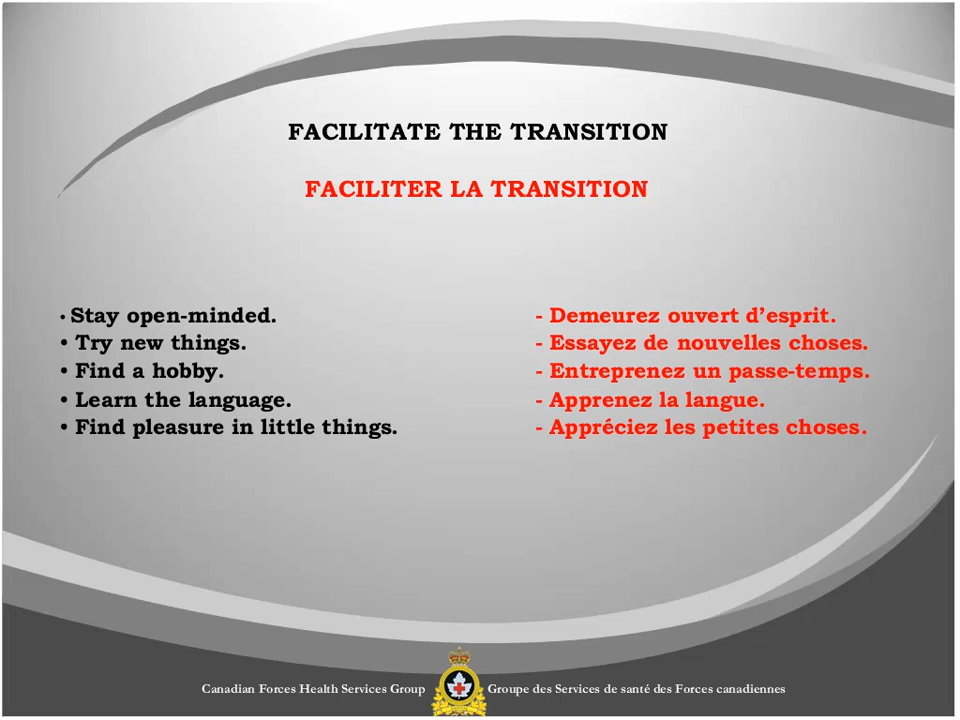 FACILITATE THE TRANSITION
FACILITER LA TRANSITION
• Stay open-minded.
• Try new things.
• Find a hobby.
• Learn the language.
• Find pleasure in little things.
- Demeurez ouvert d’esprit.
- Essayez de nouvelles choses.
- Entreprenez un passe-temps.
- Apprenez la langue.
- Appréciez les petites choses.
Canadian Forces Health Services Group
Groupe des Services de santé des Forces canadiennes